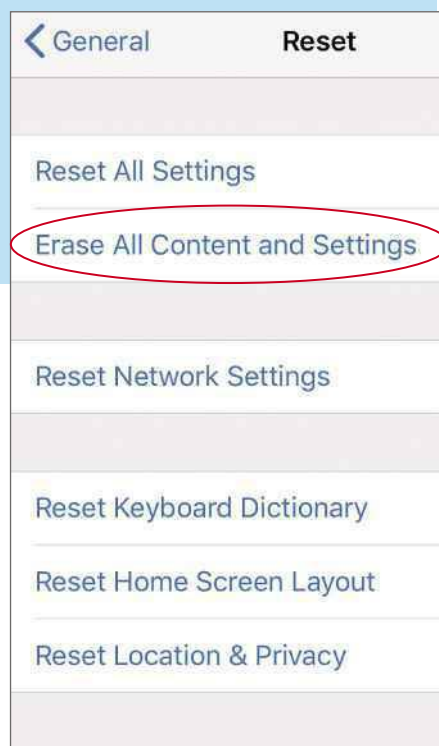 General Reset
Reset All Settings
Erase All Content and Settings
Reset Network Settings
Reset Keyboard Dictionary
Reset Home Screen Layout
Reset Location & Privacy